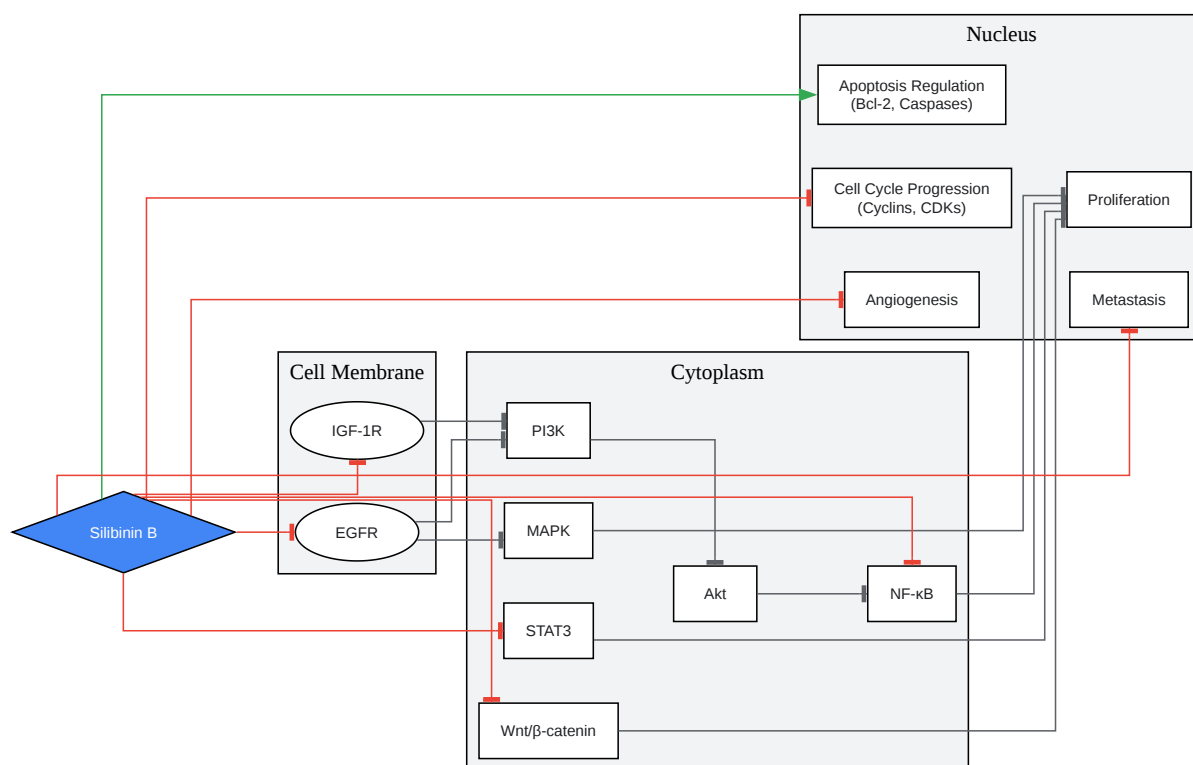 Nucleus
Apoptosis Regulation
(Bcl-2, Caspases)
Cell Cycle Progression
(Cyclins, CDKs)
Proliferation
Angiogenesis
Metastasis
Cell Membrane
Cytoplasm
IGF-1R
PI3K
Silibinin B
EGFR
MAPK
Akt
NF-κB
STAT3
Wnt/β-catenin